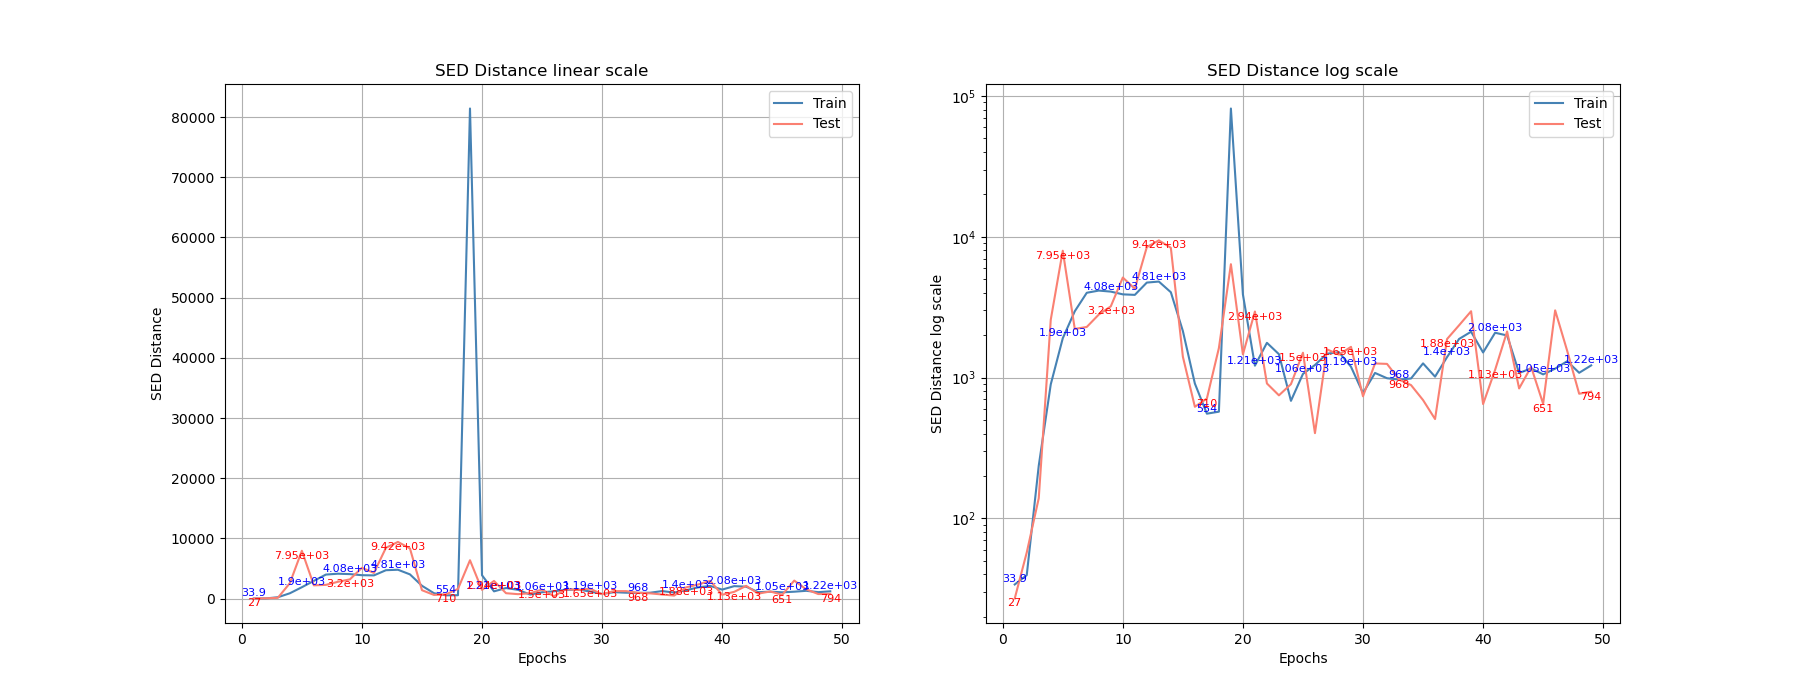 SED Distance linear scale
SED Distance
80000
70000
60000
50000
40000
30000
20000
10000
0
Train
Test
33.9
27
1.9e+03
7.95e+03
4.08e+03
3.2e+03
4.81e+03
9.42e+03
554
710
1.21e+03
2.94e+03
1.06e+03
1.5e+03
1.19e+03
1.65e+03
968
968
1.4e+03
1.88e+03
2.08e+03
1.13e+03
1.05e+03
651
1.22e+03
794
0 10 20 30 40 50
Epochs
SED Distance log scale
SED Distance log scale
10⁵
10⁴
10³
10²
Train
Test
33.9
27
1.9e+03
7.95e+03
4.08e+03
3.2e+03
4.81e+03
9.42e+03
554
710
1.21e+03
2.94e+03
1.06e+03
1.5e+03
1.19e+03
1.65e+03
968
968
1.4e+03
1.88e+03
2.08e+03
1.13e+03
1.05e+03
651
1.22e+03
794
0 10 20 30 40 50
Epochs